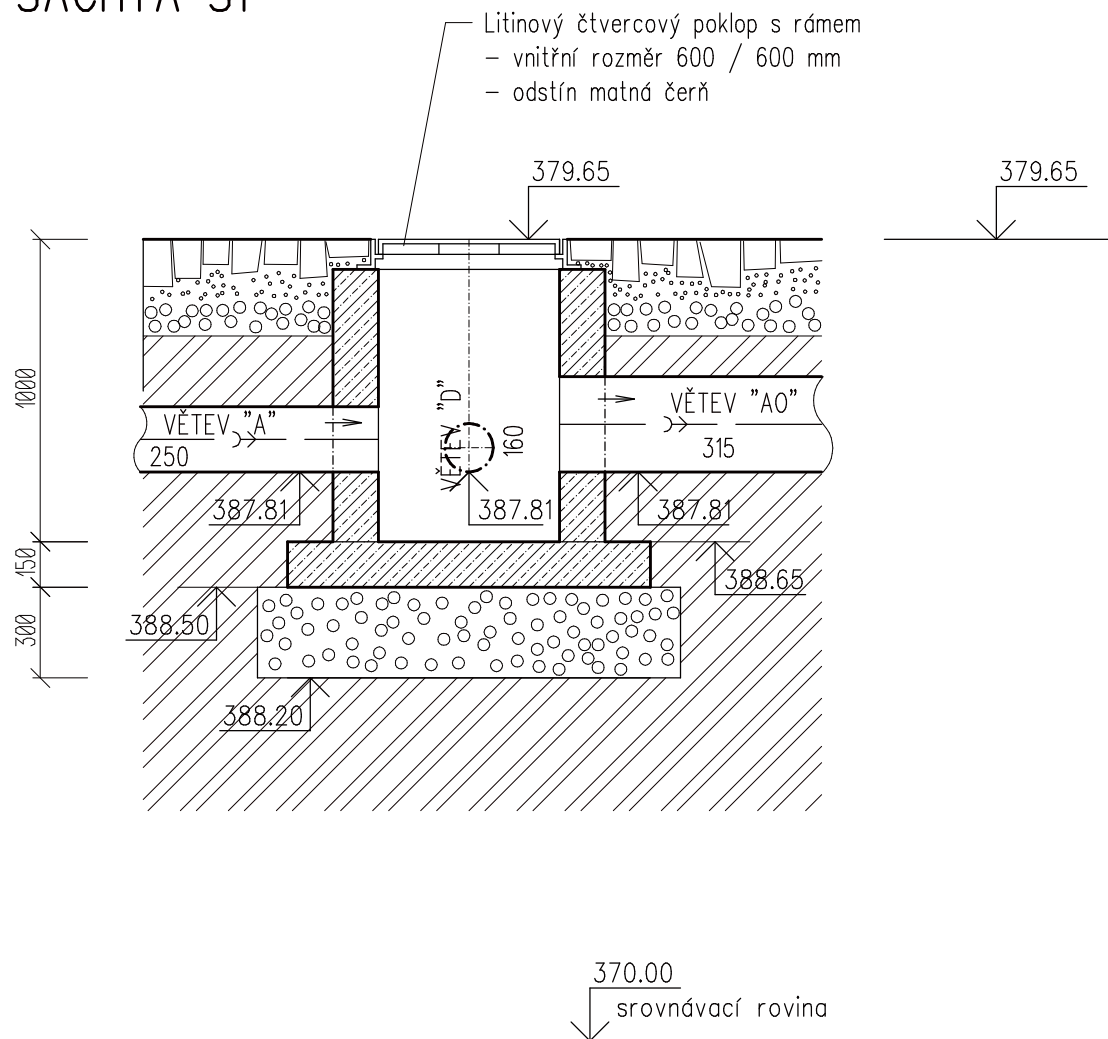 Litinový čtvercový poklop s rámem
– vnitřní rozměr 600 / 600 mm
– odstín matná čerň
379.65
379.65
1000
150
300
VĚTEV "A"
250
VĚTEV "D"
160
VĚTEV "AO"
315
387.81
387.81
387.81
388.65
388.50
388.20
370.00
srovnávací rovina